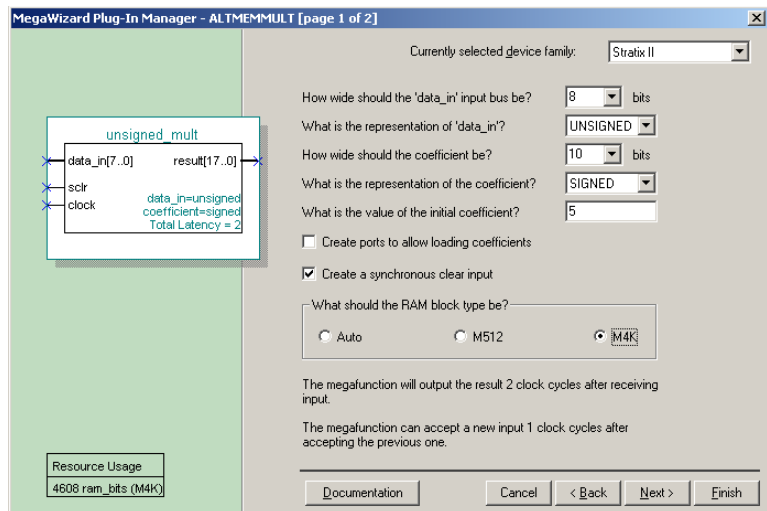 MegaWizard Plug-In Manager - ALTMEMMULT [page 1 of 2]
Currently selected device family: Stratix II
unsigned_mult
data_in[7..0] result[17..0]
sclr
clock
data_in=unsigned
coefficient=signed
Total Latency = 2
How wide should the 'data_in' input bus be? 8 bits
What is the representation of 'data_in'? UNSIGNED
How wide should the coefficient be? 10 bits
What is the representation of the coefficient? SIGNED
What is the value of the initial coefficient? 5
Create ports to allow loading coefficients
Create a synchronous clear input
What should the RAM block type be?
Auto M512 M4K
The megafunction will output the result 2 clock cycles after receiving
input.
The megafunction can accept a new input 1 clock cycles after
accepting the previous one.
Resource Usage
4608 ram_bits (M4K)
Documentation Cancel < Back Next > Finish